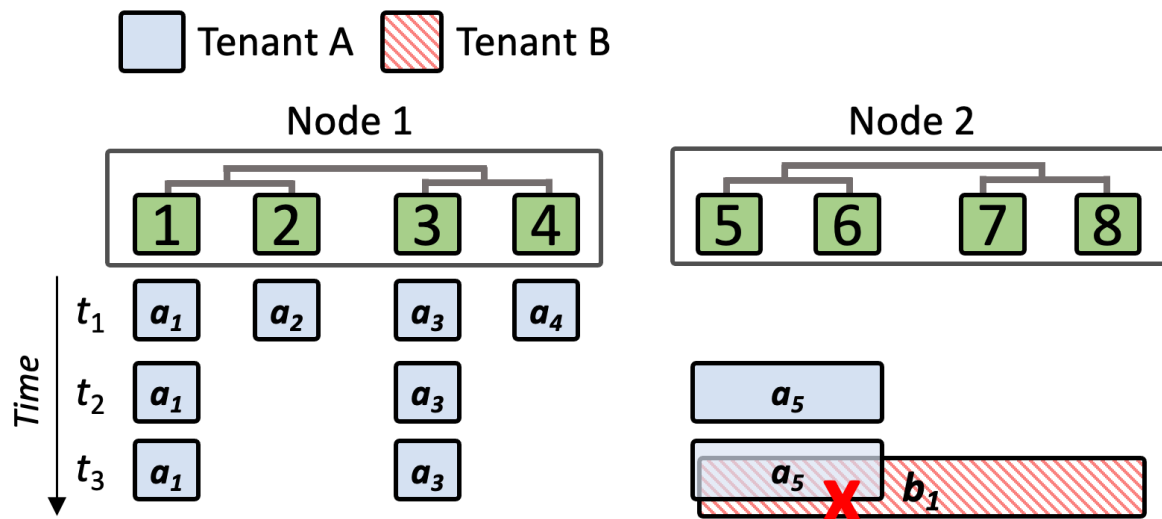 Tenant A Tenant B
Node 1 Node 2
1 2 3 4 5 6 7 8
Time
t₁ a₁ a₂ a₃ a₄
t₂ a₁ a₃ a₅
t₃ a₁ a₃ a₅ X b₁